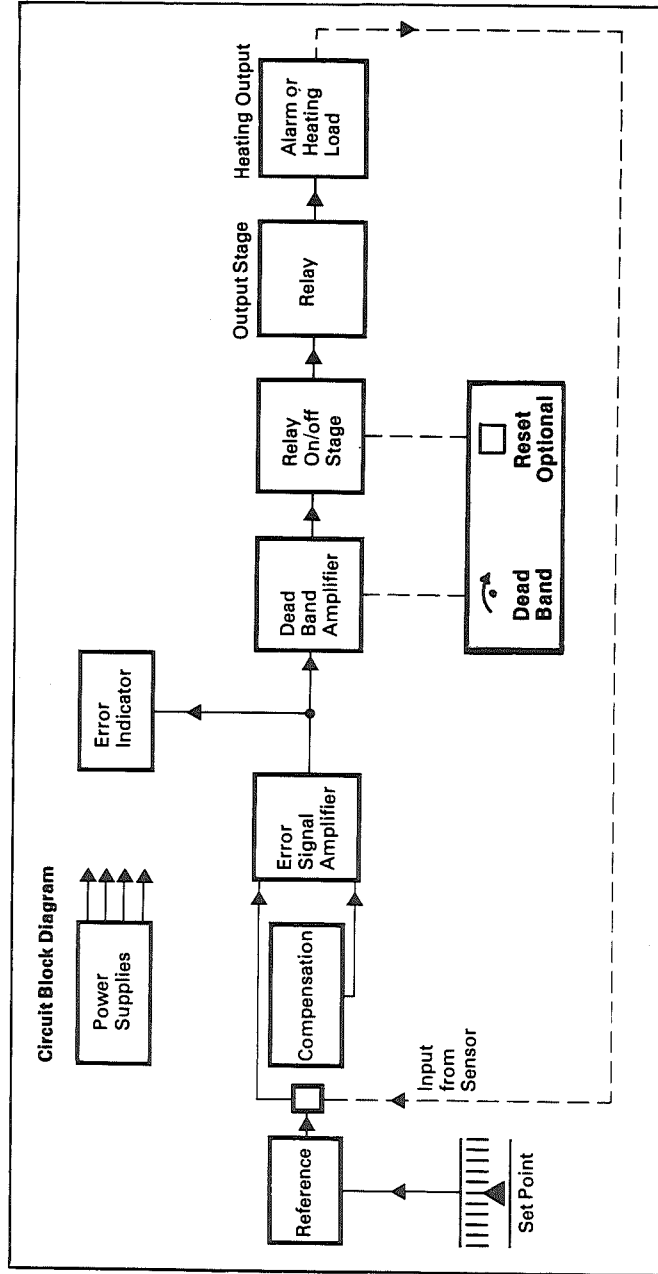 Circuit Block Diagram
Power
Supplies
Error
Indicator
Reference
Compensation
Error
Signal
Amplifier
Dead
Band
Amplifier
Relay
On/off
Stage
Output Stage
Relay
Heating Output
Alarm or
Heating
Load
Set Point
Input
from
Sensor
Dead
Band
Reset
Optional